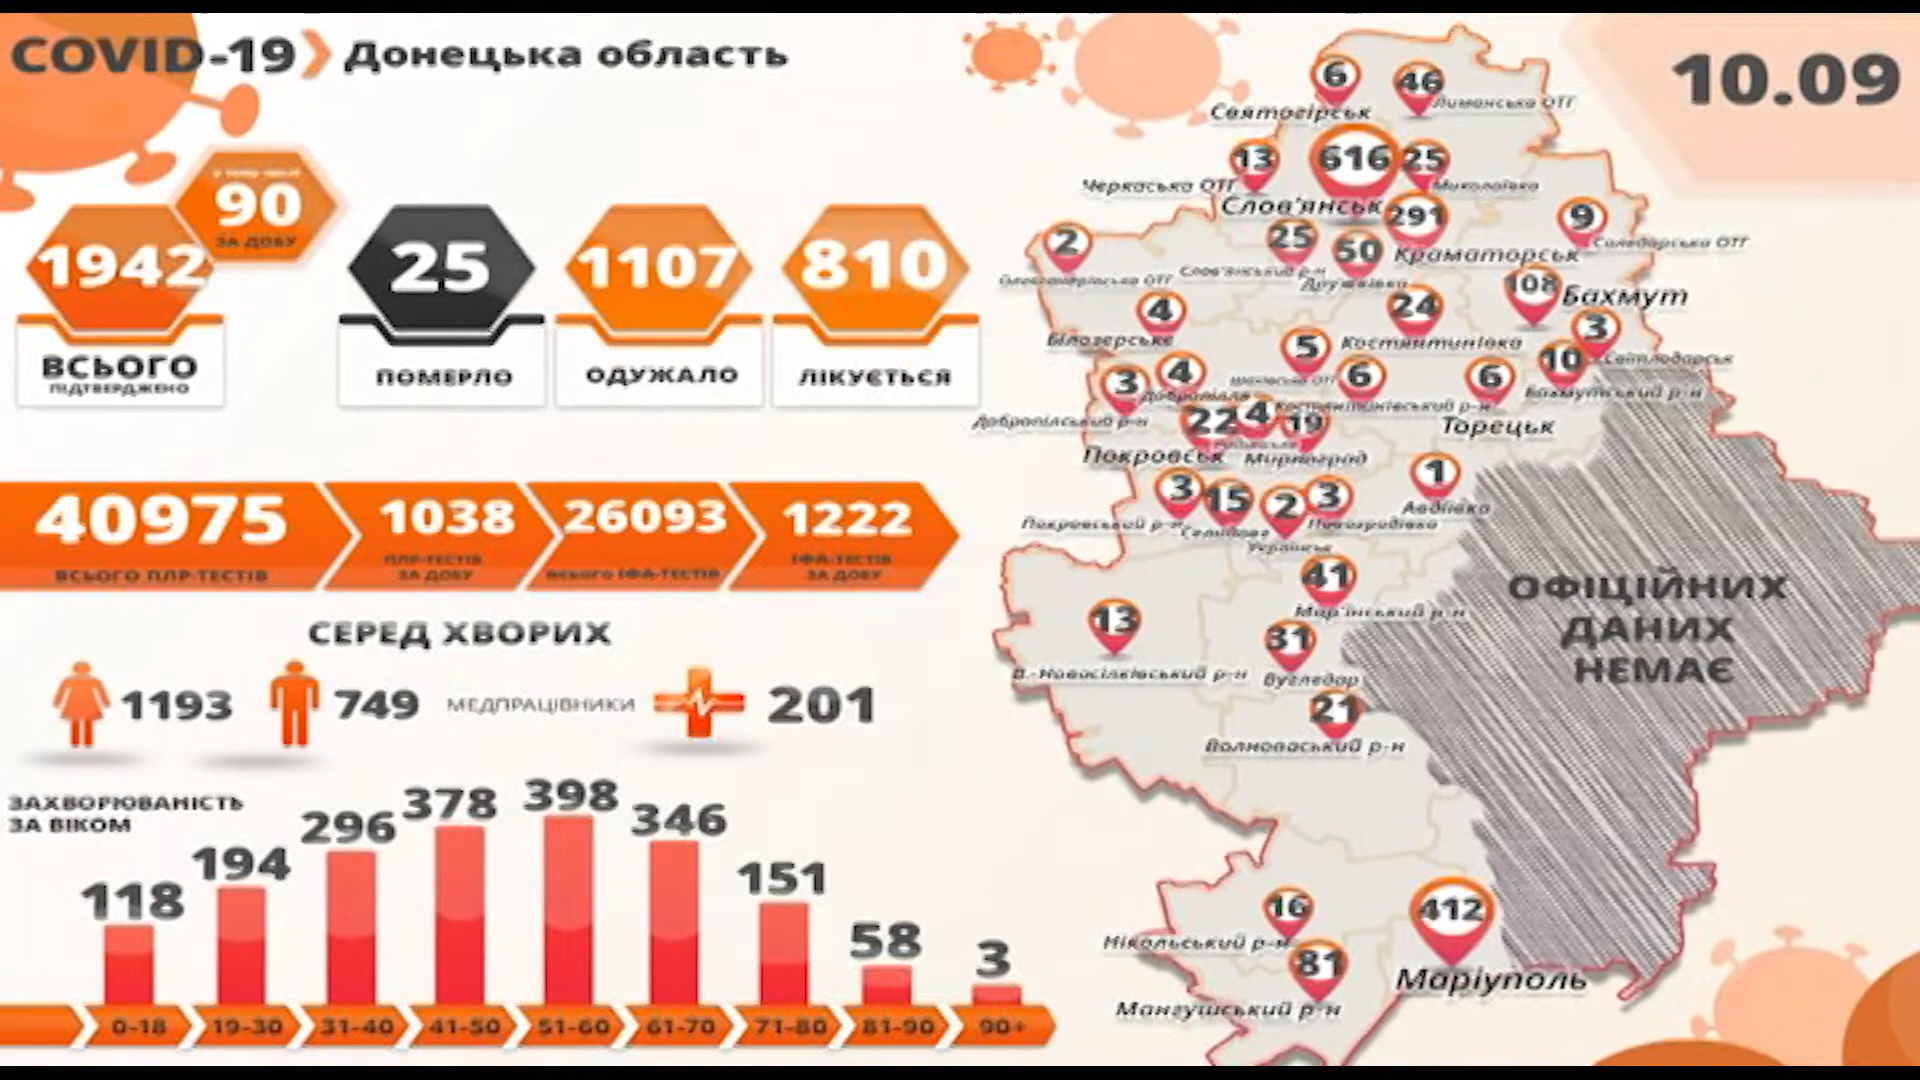 COVID-19 Донецька область
10.09
у тому числі
90
ЗА ДОБУ
1942
ВСЬОГО
ПІДТВЕРДЖЕНО
25
ПОМЕРЛО
1107
ОДУЖАЛО
810
ЛІКУЄТЬСЯ
40975
ВСЬОГО ПЛР-ТЕСТІВ
1038
ПЛР-ТЕСТІВ
ЗА ДОБУ
26093
всього ІФА-ТЕСТІВ
1222
ІФА-ТЕСТІВ
ЗА ДОБУ
СЕРЕД ХВОРИХ
1193
749
МЕДПРАЦІВНИКИ
201
ЗАХВОРЮВАНІСТЬ
ЗА ВІКОМ
118
194
296
378
398
346
151
58
3
0-18
19-30
31-40
41-50
51-60
61-70
71-80
81-90
90+
6
Святогірськ
46
Лиманська ОТГ
13
Черкаська ОТГ
616
Слов'янськ
25
Миколаївка
291
Краматорськ
9
Соледарська ОТГ
2
Олександрівська ОТГ
25
Слов'янський р-н
50
Дружківка
108
Бахмут
4
Білозерське
24
Костянтинівка
3
Світлодарськ
5
Шахівська ОТГ
10
Бахмутський р-н
3
Добропільський р-н
4
Добропілля
6
Костянтинівський р-н
6
Торецьк
22
Покровськ
4
19
Мирноград
1
Авдіївка
3
Покровський р-н
15
Селидове
2
Українськ
3
Новогродівка
41
Мар'їнський р-н
13
В.-Новосілківський р-н
31
Вугледар
21
Волноваський р-н
ОФІЦІЙНИХ
ДАНИХ
НЕМАЄ
16
Нікольський р-н
81
Мангушський р-н
412
Маріуполь